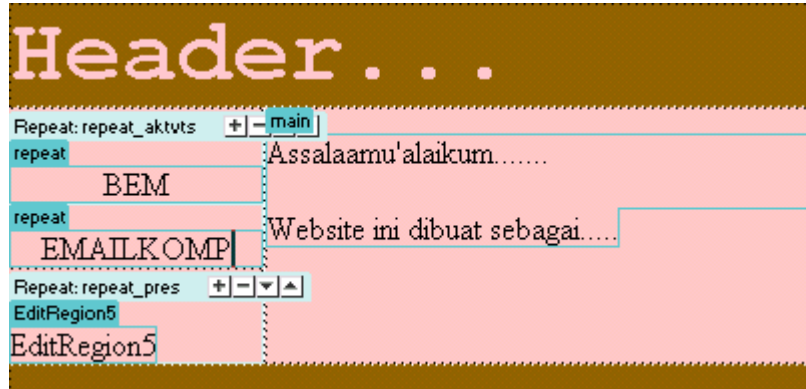 Header...
Repeat: repeat_aktvts
main
repeat
Assalaamu'alaikum.......
BEM
repeat
Website ini dibuat sebagai.....
EMAILKOMP
Repeat: repeat_pres
EditRegion5
EditRegion5